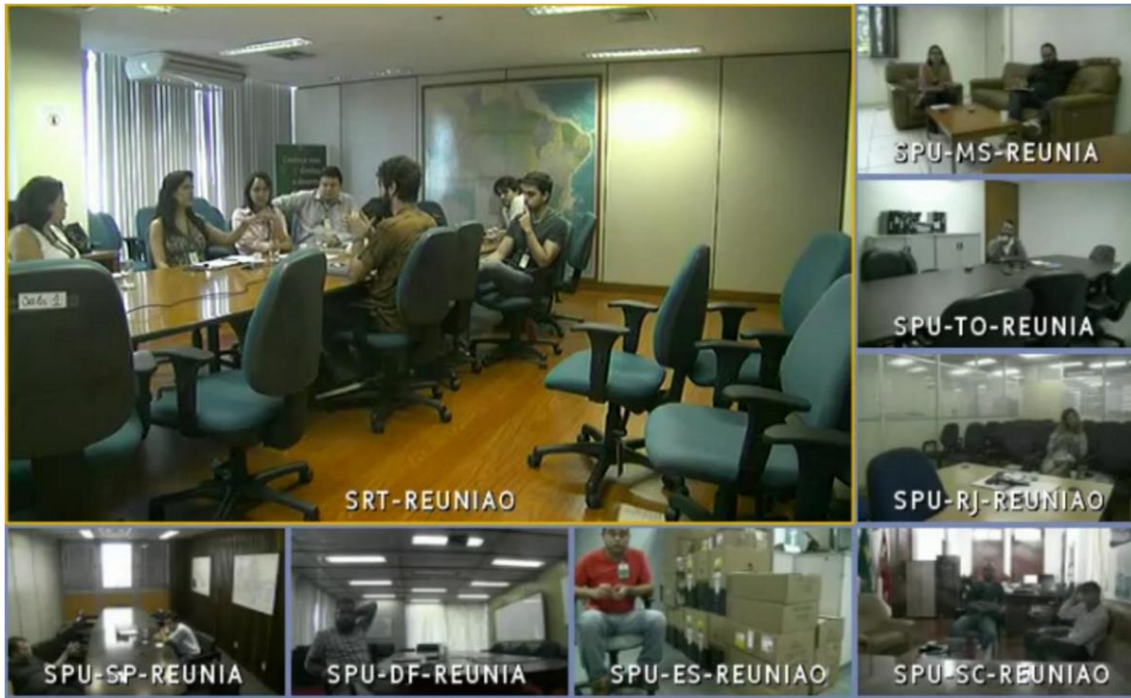 SPU-MS-REUNIA
SPU-TO-REUNIA
SRT-REUNIAO
SPU-RJ-REUNIAO
SPU-SP-REUNIA
SPU-DF-REUNIA
SPU-ES-REUNIAO
SPU-SC-REUNIAO